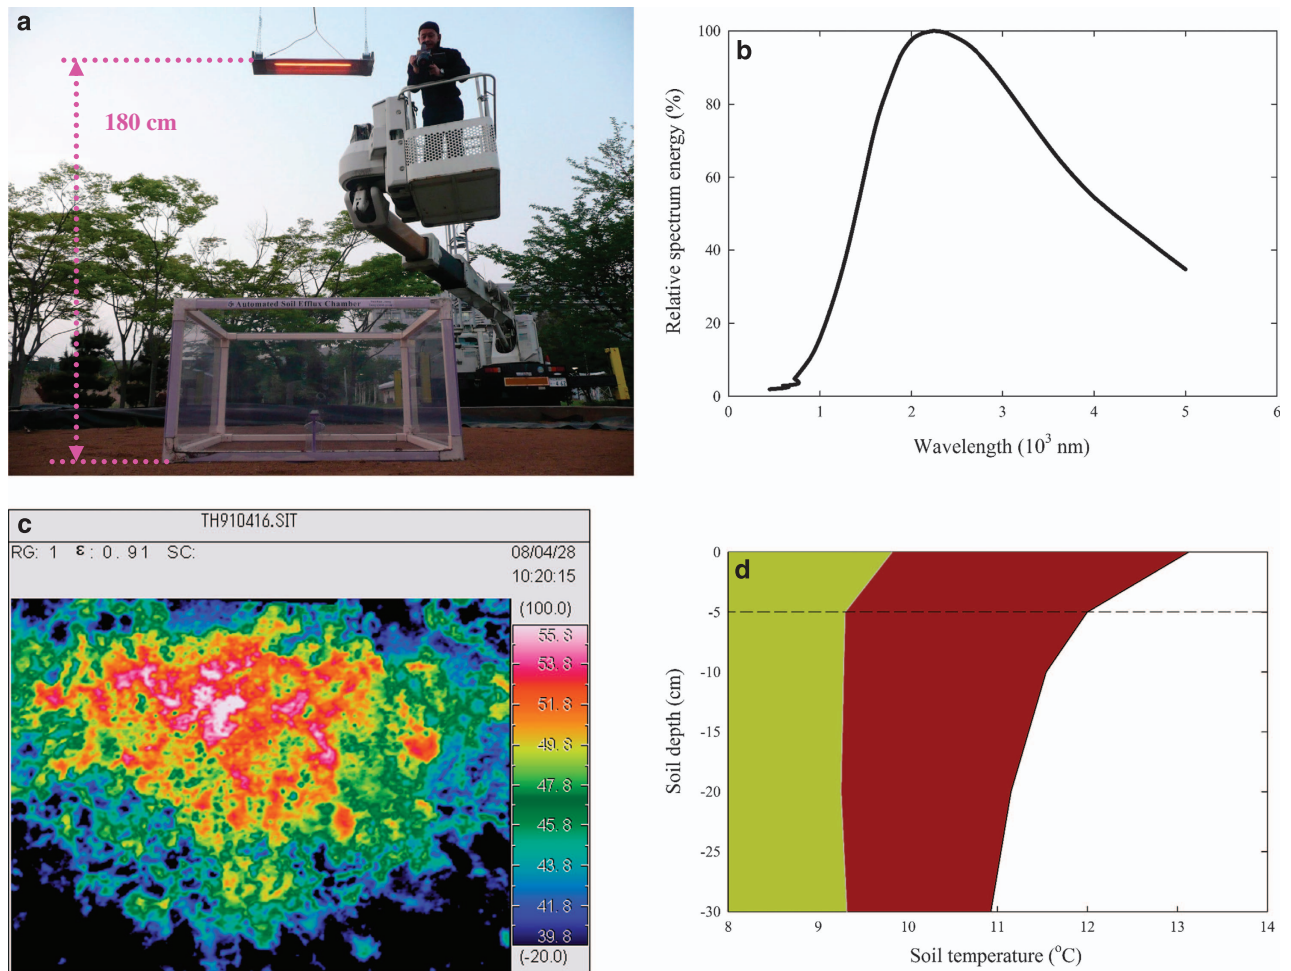 a
180 cm
Automated Soil Efflux Chamber
b
Relative spectrum energy (%)
100
80
60
40
20
0
0 1 2 3 4 5 6
Wavelength (10³ nm)
c
TH910416.SIT
RG: 1 ε: 0.91 SC:
08/04/28
10:20:15
(100.0)
55.8
53.8
51.8
49.8
47.8
45.8
43.8
41.8
39.8
(-20.0)
d
Soil depth (cm)
0
-5
-10
-15
-20
-25
-30
8 9 10 11 12 13 14
Soil temperature (°C)